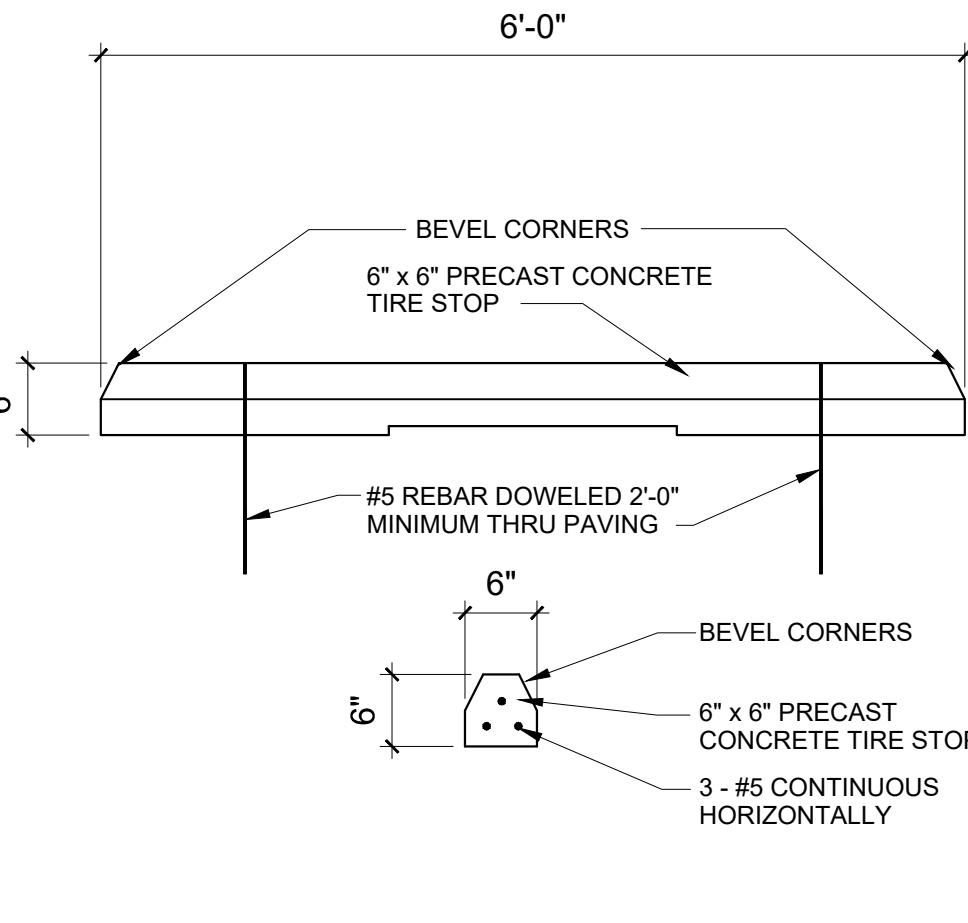 6'-0"
BEVEL CORNERS
6" x 6" PRECAST CONCRETE
TIRE STOP
#5 REBAR DOWELED 2'-0"
MINIMUM THRU PAVING
6"
BEVEL CORNERS
6"
6" x 6" PRECAST
CONCRETE TIRE STOP
3 - #5 CONTINUOUS
HORIZONTALLY